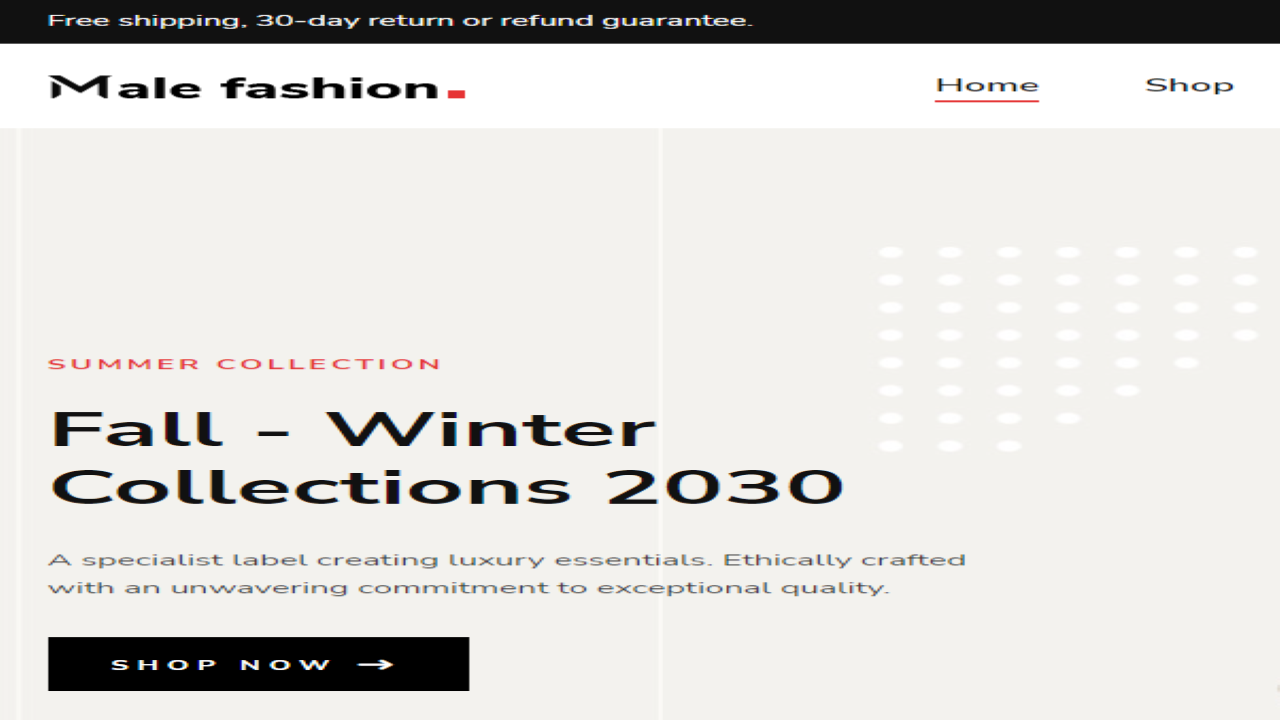 Free shipping, 30-day return or refund guarantee.
Male fashion.
Home Shop
SUMMER COLLECTION
Fall - Winter
Collections 2030
A specialist label creating luxury essentials. Ethically crafted
with an unwavering commitment to exceptional quality.
SHOP NOW →